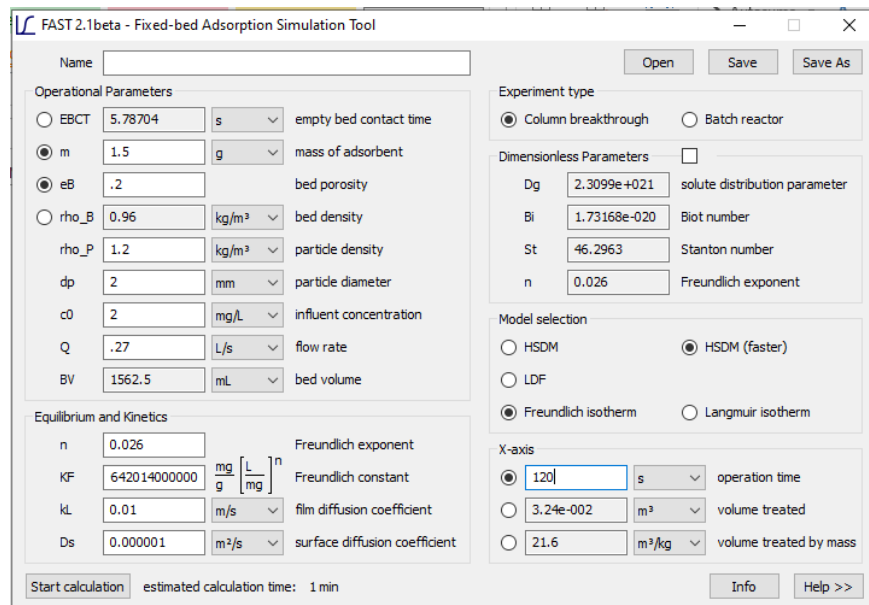 FAST 2.1beta - Fixed-bed Adsorption Simulation Tool
Name
Open Save Save As
Operational Parameters
EBCT 5.78704 s empty bed contact time
m 1.5 g mass of adsorbent
eB .2 bed porosity
rho_B 0.96 kg/m³ bed density
rho_P 1.2 kg/m³ particle density
dp 2 mm particle diameter
c0 2 mg/L influent concentration
Q .27 L/s flow rate
BV 1562.5 mL bed volume
Equilibrium and Kinetics
n 0.026 Freundlich exponent
KF 642014000000 mg/g [L/mg]^n Freundlich constant
kL 0.01 m/s film diffusion coefficient
Ds 0.000001 m²/s surface diffusion coefficient
Start calculation estimated calculation time: 1 min
Experiment type
Column breakthrough Batch reactor
Dimensionless Parameters
Dg 2.3099e+021 solute distribution parameter
Bi 1.73168e-020 Biot number
St 46.2963 Stanton number
n 0.026 Freundlich exponent
Model selection
HSDM HSDM (faster)
LDF
Freundlich isotherm Langmuir isotherm
X-axis
120 s operation time
3.24e-002 m³ volume treated
21.6 m³/kg volume treated by mass
Info Help >>